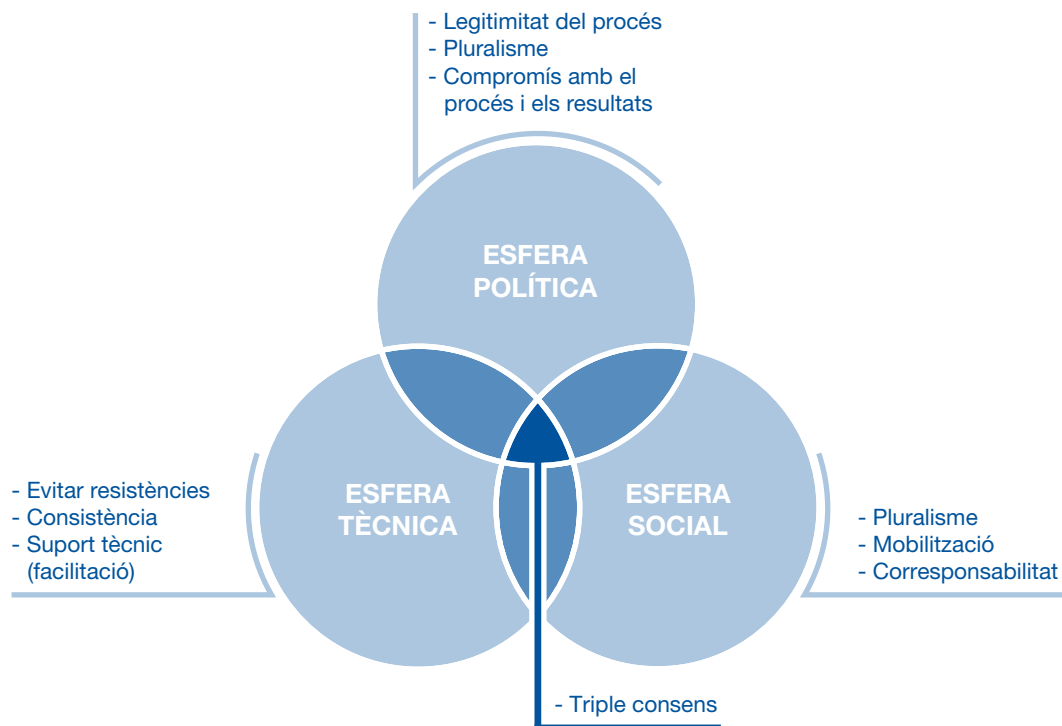 - Legitimitat del procés
- Pluralisme
- Compromís amb el
procés i els resultats
ESFERA
POLÍTICA
- Evitar resistències
- Consistència
- Suport tècnic
(facilitació)
ESFERA
TÈCNICA
ESFERA
SOCIAL
- Pluralisme
- Mobilització
- Corresponsabilitat
- Triple consens